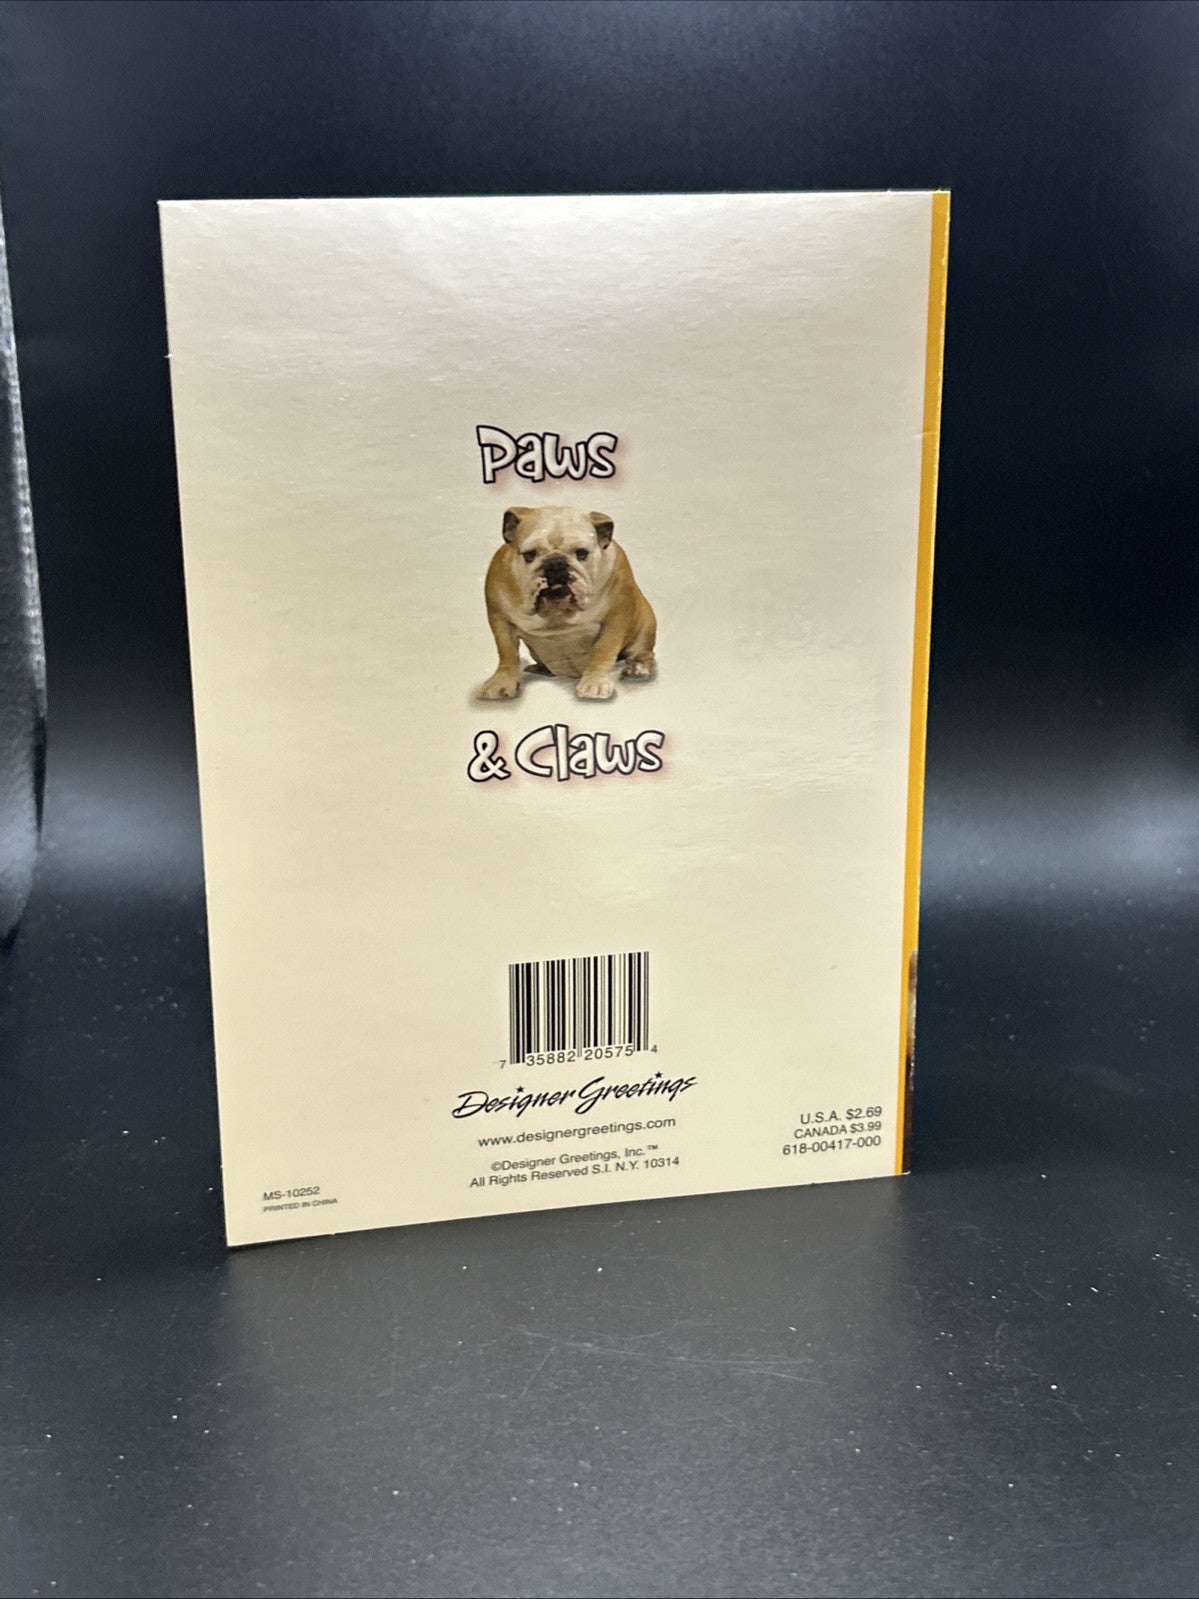 Paws
& Claws
7 35882 20575 4
Designer Greetings
www.designergreetings.com
©Designer Greetings, Inc.™
All Rights Reserved S.I. N.Y. 10314
U.S.A. $2.69
CANADA $3.99
618-00417-000
MS-10252
PRINTED IN CHINA